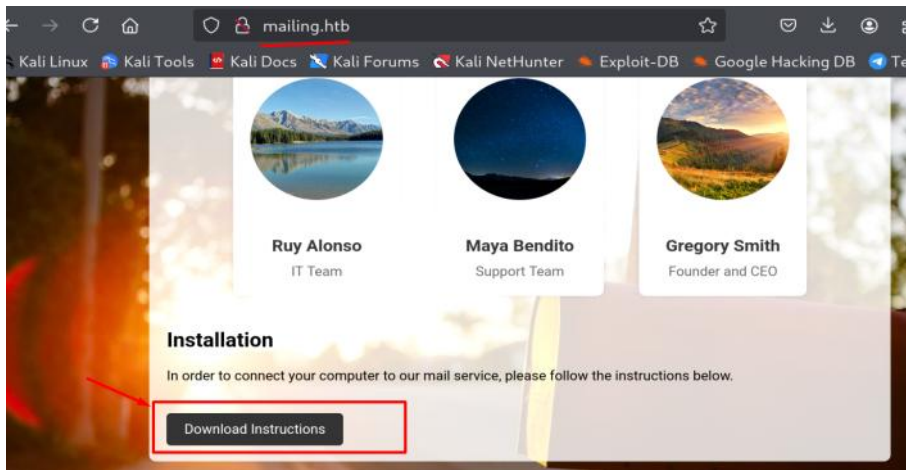 mailing.htb
Kali Linux Kali Tools Kali Docs Kali Forums Kali NetHunter Exploit-DB Google Hacking DB
Ruy Alonso Maya Bendito Gregory Smith
IT Team Support Team Founder and CEO
Installation
In order to connect your computer to our mail service, please follow the instructions below.
Download Instructions